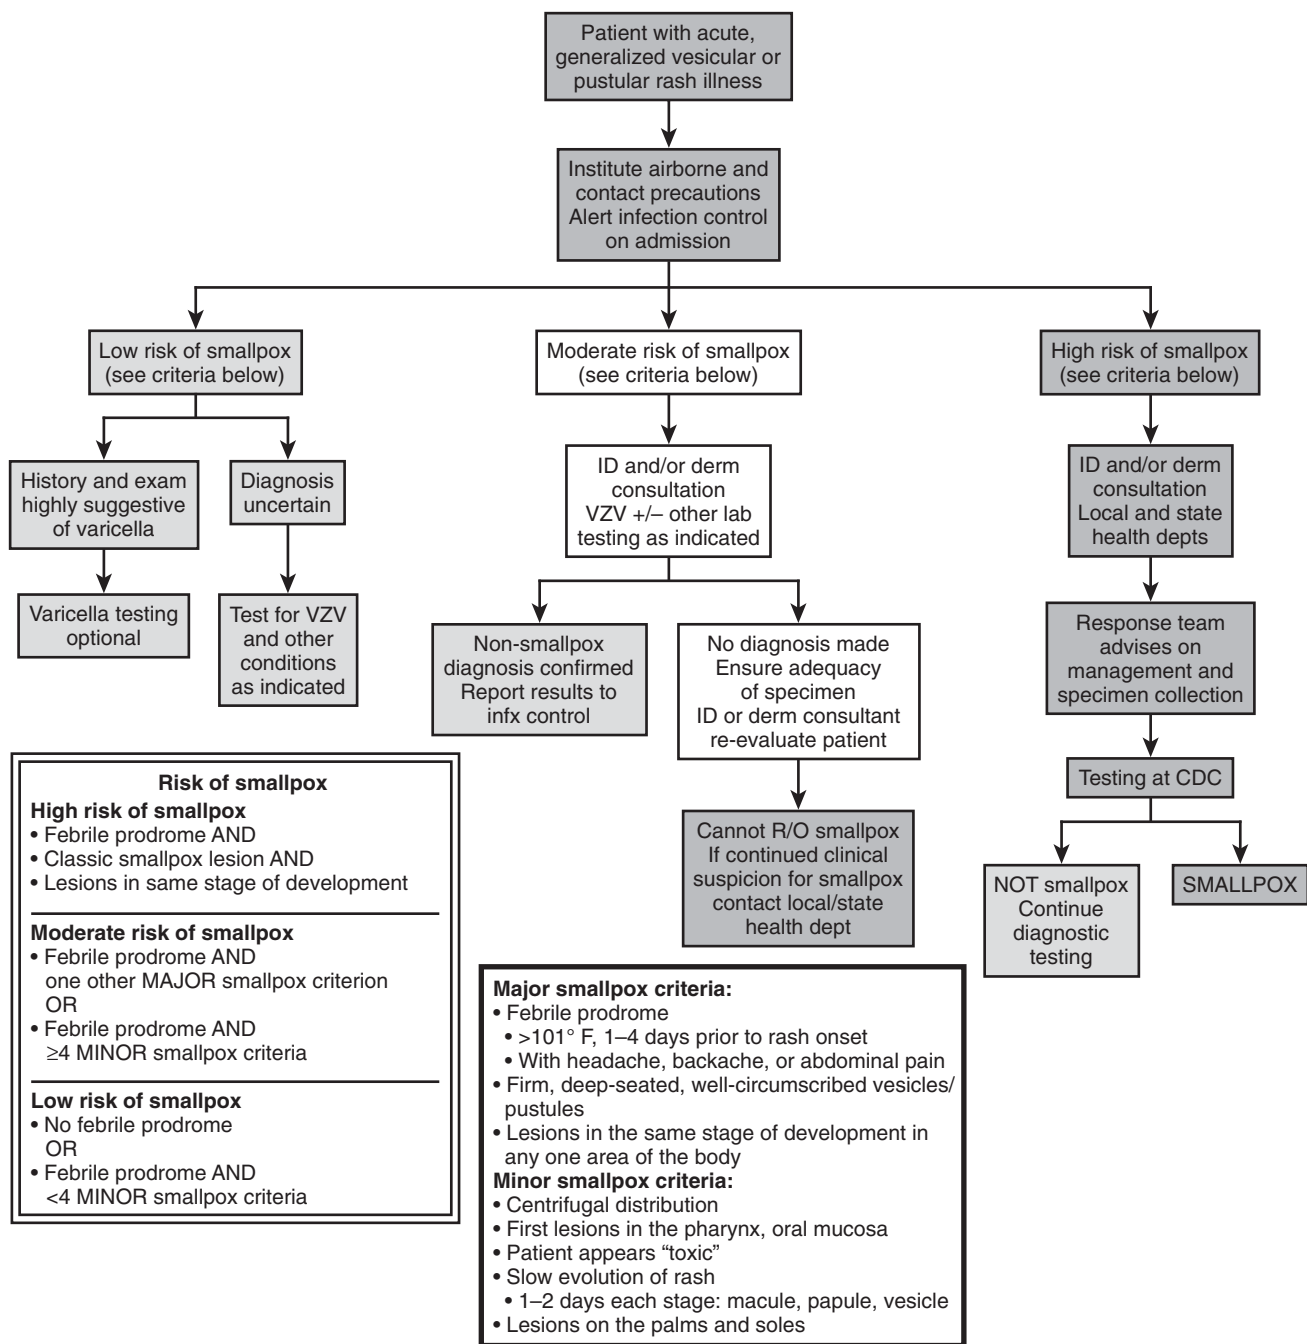 Patient with acute,
generalized vesicular or
pustular rash illness
Institute airborne and
contact precautions
Alert infection control
on admission
Low risk of smallpox
(see criteria below)
Moderate risk of smallpox
(see criteria below)
High risk of smallpox
(see criteria below)
History and exam
highly suggestive
of varicella
Diagnosis
uncertain
ID and/or derm
consultation
VZV +/– other lab
testing as indicated
ID and/or derm
consultation
Local and state
health depts
Varicella testing
optional
Test for VZV
and other
conditions
as indicated
Non-smallpox
diagnosis confirmed
Report results to
infx control
No diagnosis made
Ensure adequacy
of specimen
ID or derm consultant
re-evaluate patient
Response team
advises on
management and
specimen collection
Testing at CDC
Cannot R/O smallpox
If continued clinical
suspicion for smallpox
contact local/state
health dept
NOT smallpox
Continue
diagnostic
testing
SMALLPOX
Risk of smallpox
High risk of smallpox
• Febrile prodrome AND
• Classic smallpox lesion AND
• Lesions in same stage of development
Moderate risk of smallpox
• Febrile prodrome AND
one other MAJOR smallpox criterion
OR
• Febrile prodrome AND
≥4 MINOR smallpox criteria
Low risk of smallpox
• No febrile prodrome
OR
• Febrile prodrome AND
<4 MINOR smallpox criteria
Major smallpox criteria:
• Febrile prodrome
• >101° F, 1–4 days prior to rash onset
• With headache, backache, or abdominal pain
• Firm, deep-seated, well-circumscribed vesicles/
pustules
• Lesions in the same stage of development in
any one area of the body
Minor smallpox criteria:
• Centrifugal distribution
• First lesions in the pharynx, oral mucosa
• Patient appears “toxic”
• Slow evolution of rash
• 1–2 days each stage: macule, papule, vesicle
• Lesions on the palms and soles